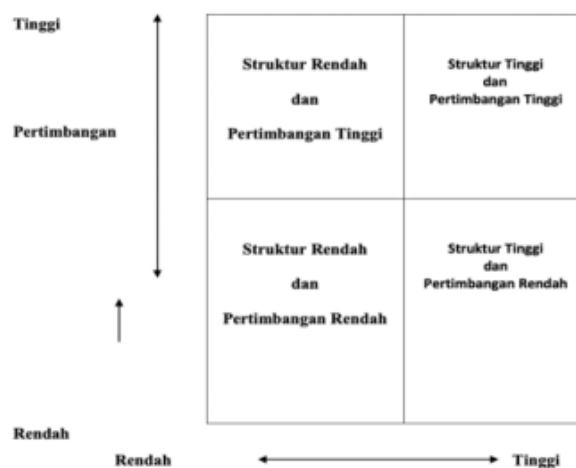 Tinggi
Pertimbangan
Rendah
Struktur Rendah
dan
Pertimbangan Tinggi
Struktur Tinggi
dan
Pertimbangan Tinggi
Struktur Rendah
dan
Pertimbangan Rendah
Struktur Tinggi
dan
Pertimbangan Rendah
Rendah
Tinggi